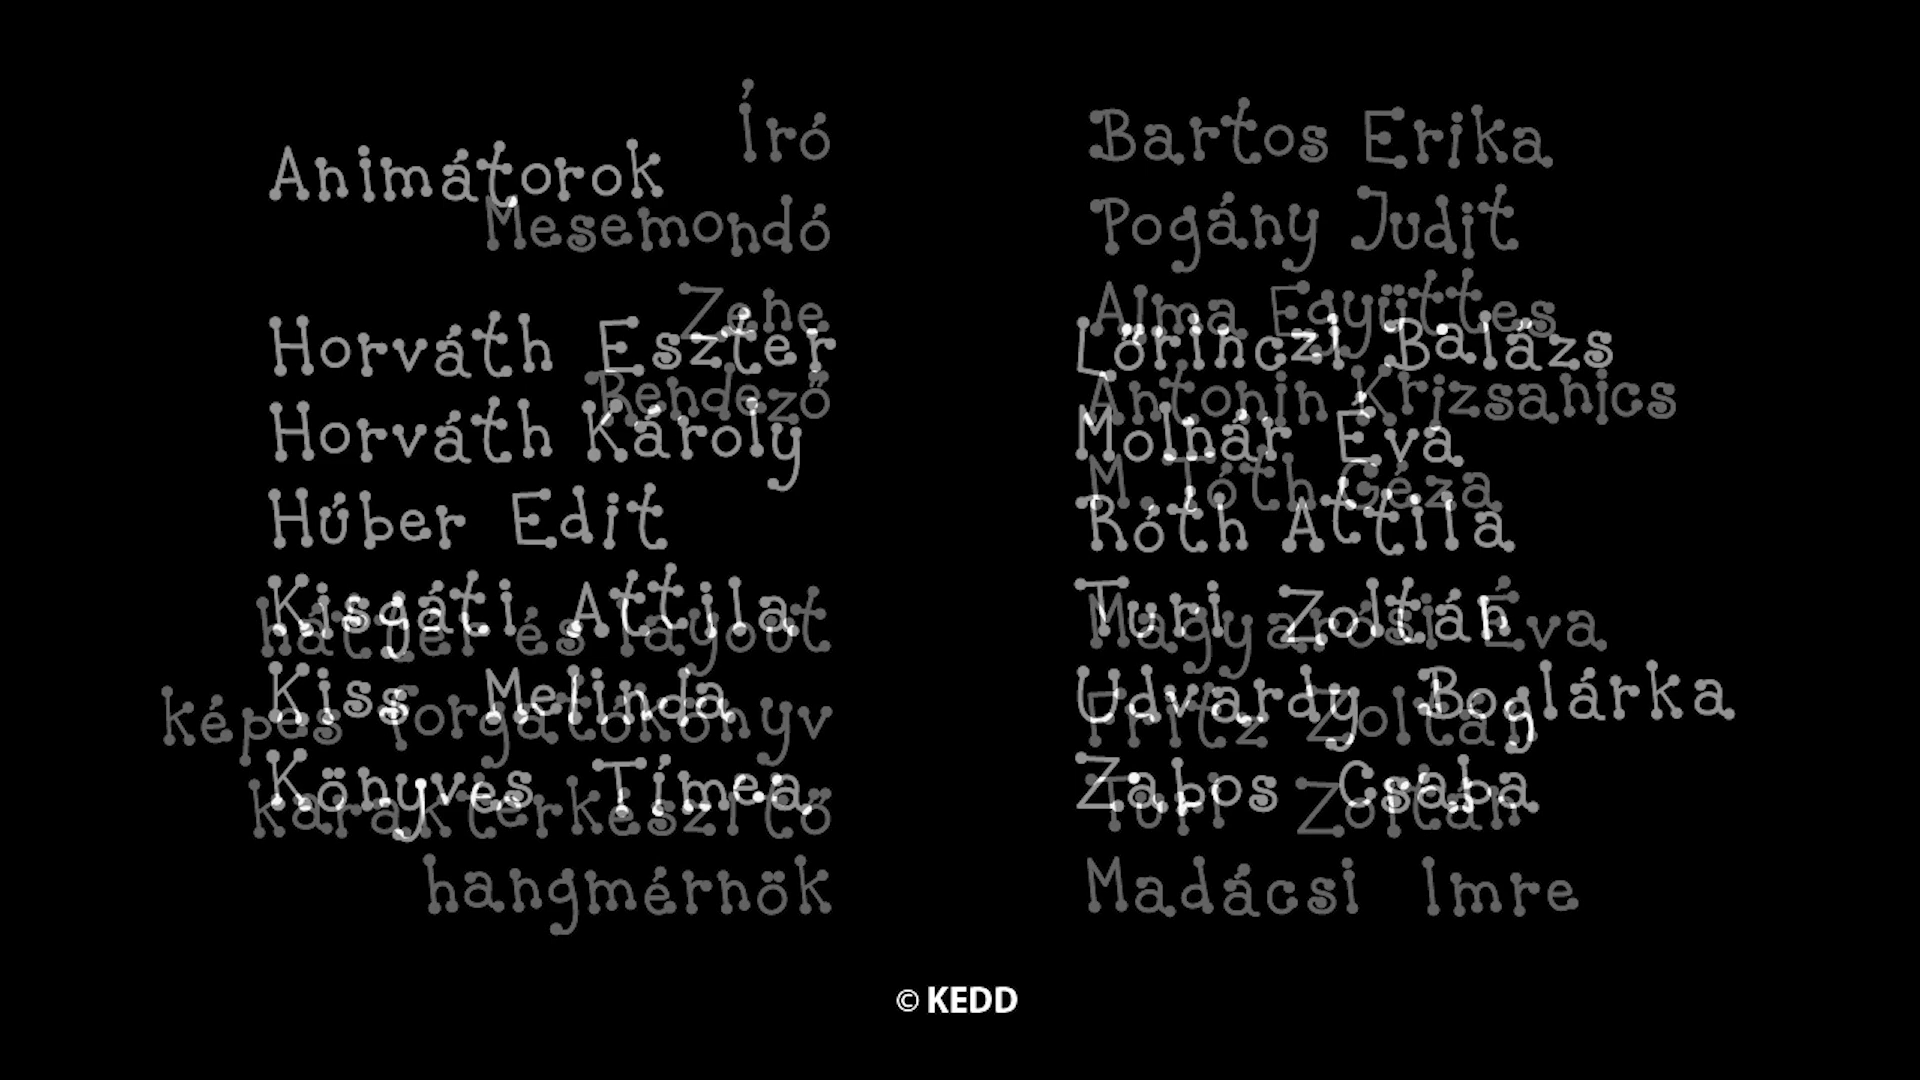 Író Bartos Erika
Mesemondó Pogány Judit
Zene Alma Együttes
Rendező Antonin Krizsanics
M. Tóth Géza
háttér és layout Magyarósi Éva
képes forgatókönyv Fritz Zoltán
karakterkészítő Turi Zoltán
hangmérnök Madácsi Imre
Animátorok
Horváth Eszter Lőrinczi Balázs
Horváth Károly Molnár Éva
Húber Edit Róth Attila
Kisgáti Attila Turi Zoltán
Kiss Melinda Udvardy Boglárka
Könyves Tímea Zabos Csaba
© KEDD